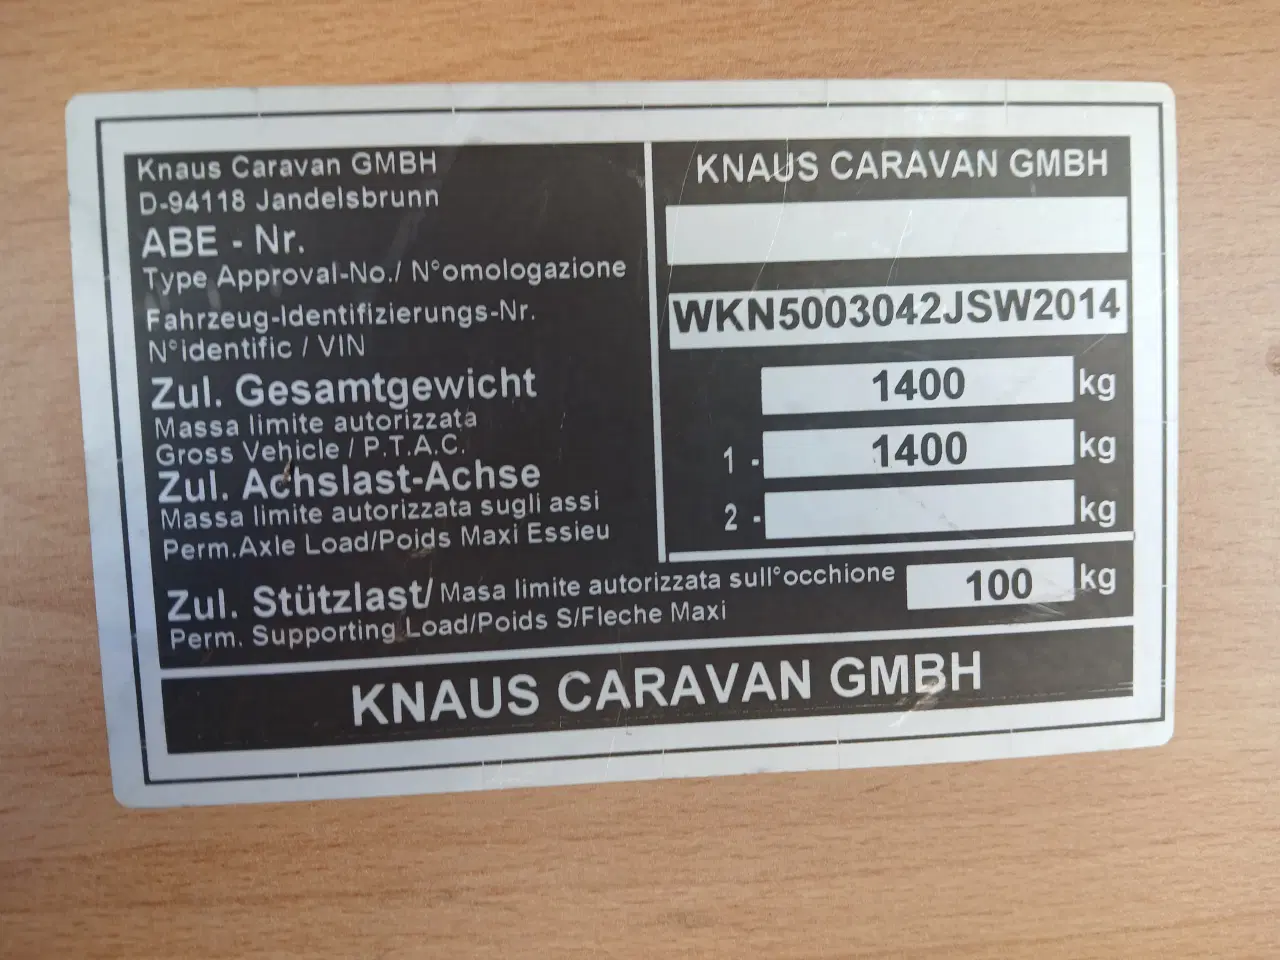 Knaus Caravan GMBH
D-94118 Jandelsbrunn
ABE - Nr.
Type Approval-No./ N°omologazione
Fahrzeug-Identifizierungs-Nr.
N°identific / VIN
Zul. Gesamtgewicht
Massa limite autorizzata
Gross Vehicle / P.T.A.C.
Zul. Achslast-Achse
Massa limite autorizzata sugli assi
Perm.Axle Load/Poids Maxi Essieu
KNAUS CARAVAN GMBH
WKN5003042JSW2014
1400 kg
1 - 1400 kg
2 - kg
Zul. Stützlast/ Masa limite autorizzata sull°occhione 100 kg
Perm. Supporting Load/Poids S/Fleche Maxi
KNAUS CARAVAN GMBH